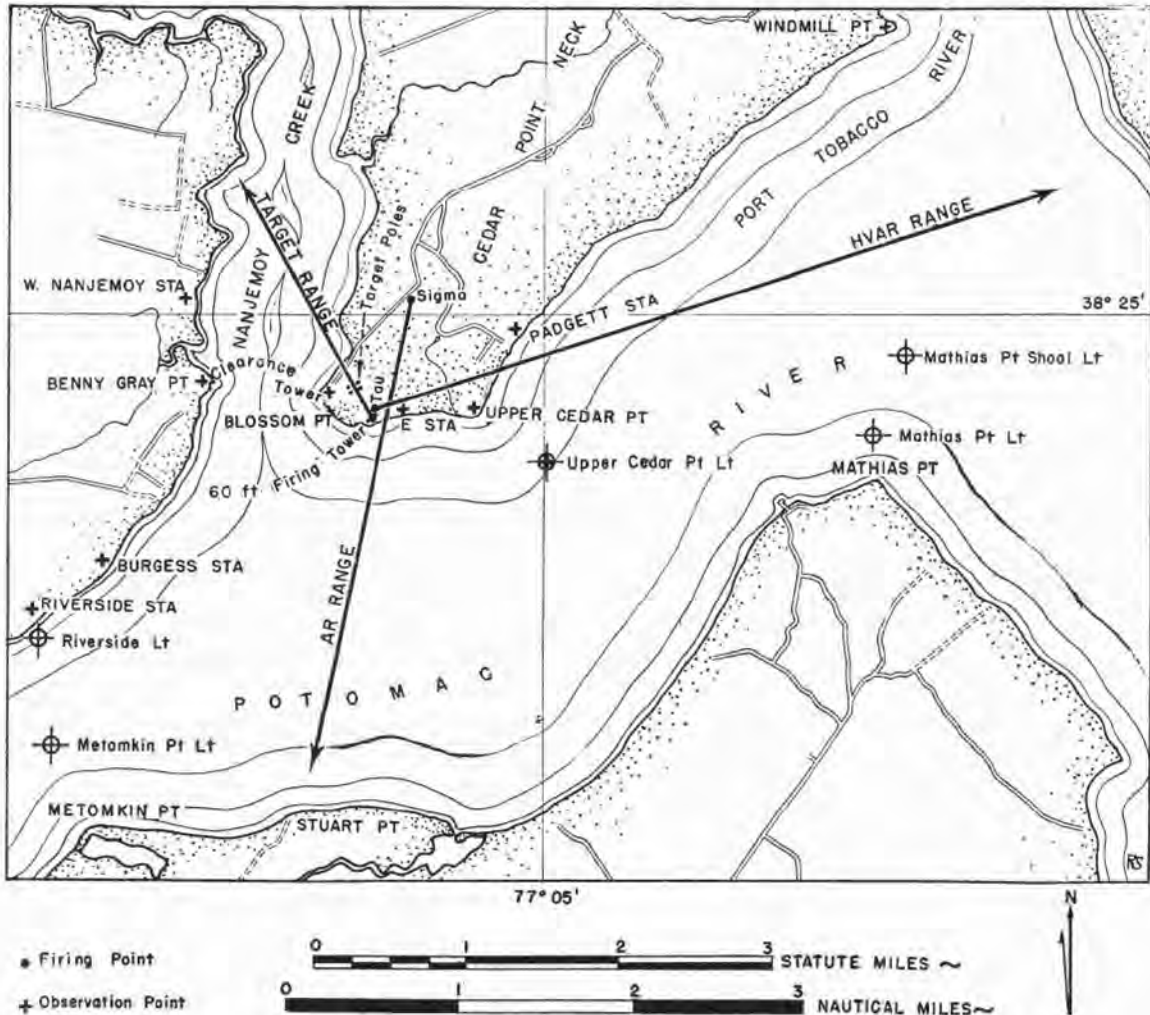 WINDMILL PT
NECK
RIVER
CREEK
POINT
TOBACCO
PORT
CEDAR
TARGET RANGE
Target Poles
HVAR RANGE
W. NANJEMOY STA
NANJEMOY
Sigma
38° 25'
PADGETT STA
BENNY GRAY PT
Clearance
Tower
Tau
Mathias Pt Shoal Lt
BLOSSOM PT
E STA
UPPER CEDAR PT
RIVER
Mathias Pt Lt
60 ft Firing Tower
Upper Cedar Pt Lt
MATHIAS PT
BURGESS STA
AR RANGE
RIVERSIDE STA
Riverside Lt
POTOMAC
Metomkin Pt Lt
METOMKIN PT
STUART PT
RS
77° 05'
N
Firing Point
0 1 2 3
STATUTE MILES ~
Observation Point
0 1 2 3
NAUTICAL MILES ~